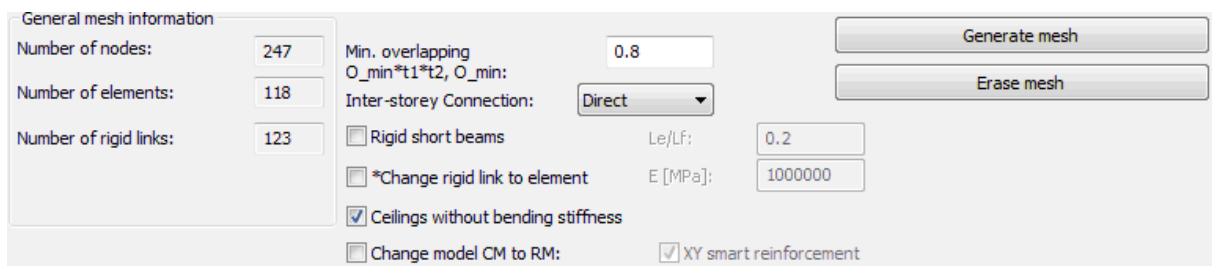 General mesh information
Number of nodes: 247
Number of elements: 118
Number of rigid links: 123
Min. overlapping
O_min*t1*t2, O_min: 0.8
Inter-storey Connection: Direct
Rigid short beams Le/Lf: 0.2
*Change rigid link to element E [MPa]: 1000000
Ceilings without bending stiffness
Change model CM to RM: XY smart reinforcement
Generate mesh
Erase mesh